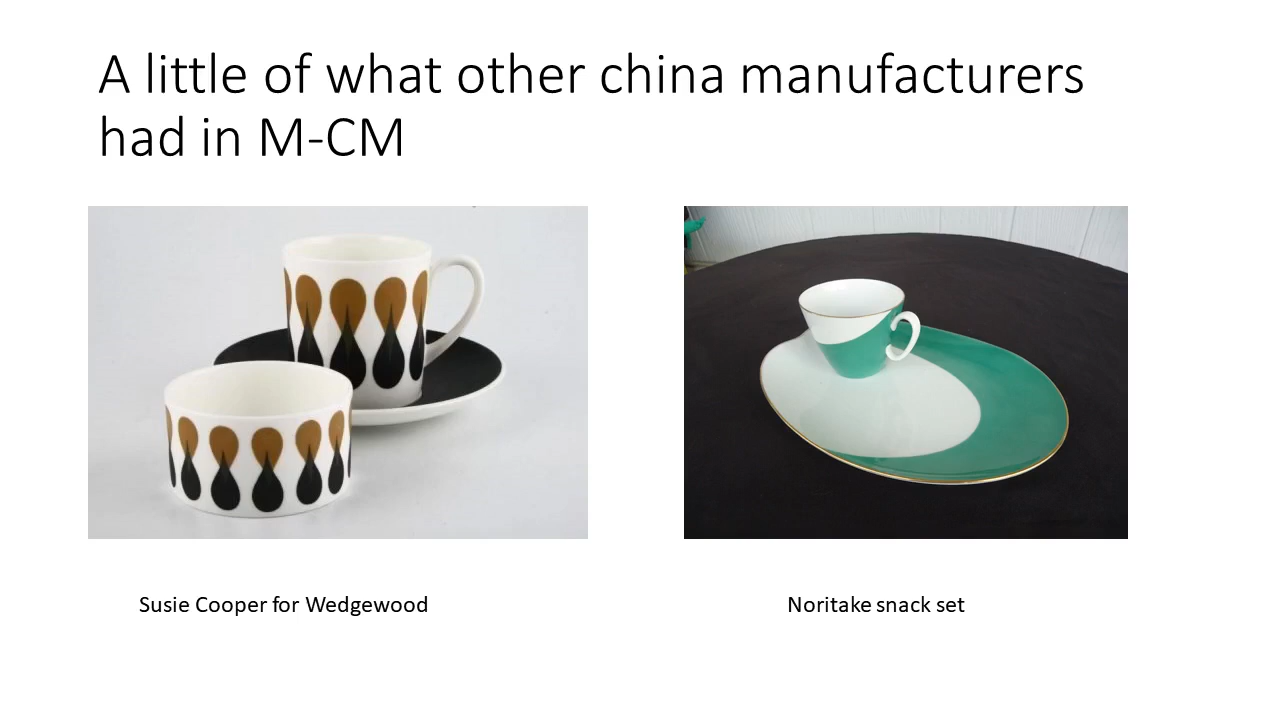 A little of what other china manufacturers
had in M-CM
Susie Cooper for Wedgewood
Noritake snack set